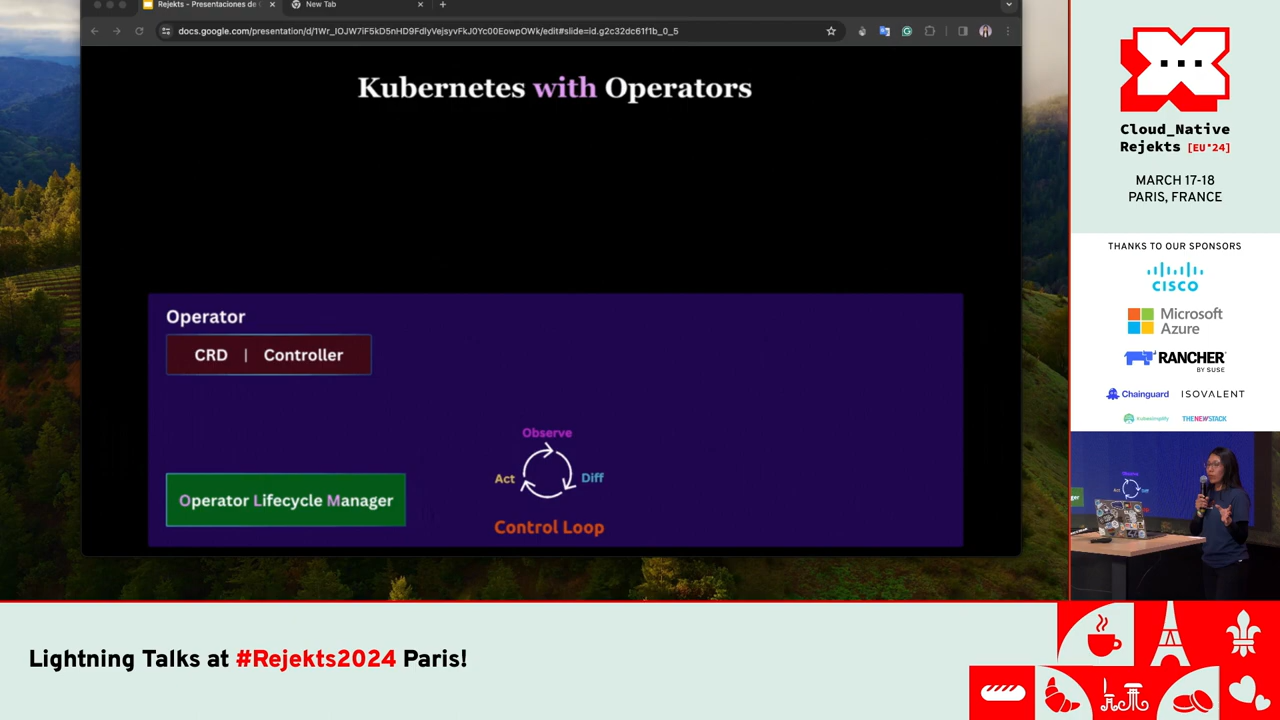 Rejekts - Presentaciones de
New Tab
docs.google.com/presentation/d/1Wr_IOJW7iF5kD5nHD9FdlyVejsyvFkJ0Yc00EowpOWk/edit#slide=id.g2c32dc61f1b_0_5
Kubernetes with Operators
Operator
CRD | Controller
Observe
Act
Diff
Operator Lifecycle Manager
Control Loop
Cloud_Native
Rejekts [EU'24]
MARCH 17-18
PARIS, FRANCE
THANKS TO OUR SPONSORS
CISCO
Microsoft
Azure
RANCHER
BY SUSE
Chainguard
ISOVALENT
Kubesimplify
THENEWSTACK
Lightning Talks at #Rejekts2024 Paris!